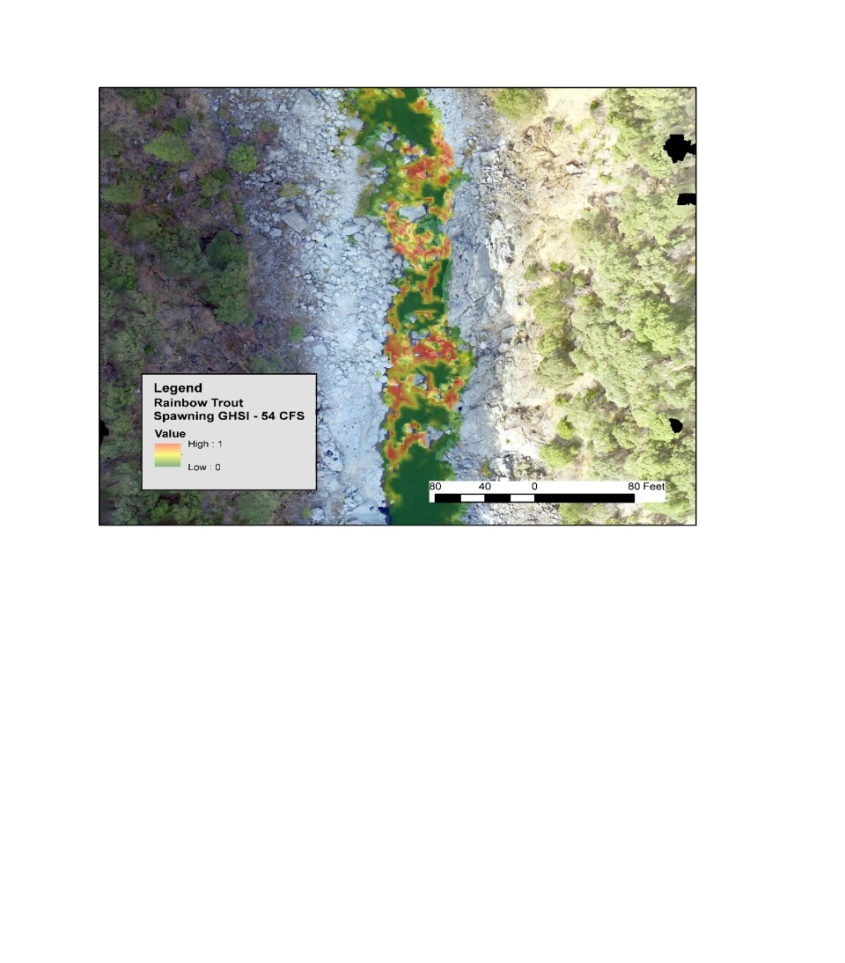 Legend
Rainbow Trout
Spawning GHSI - 54 CFS
Value
High : 1
Low : 0
80 40 0 80 Feet